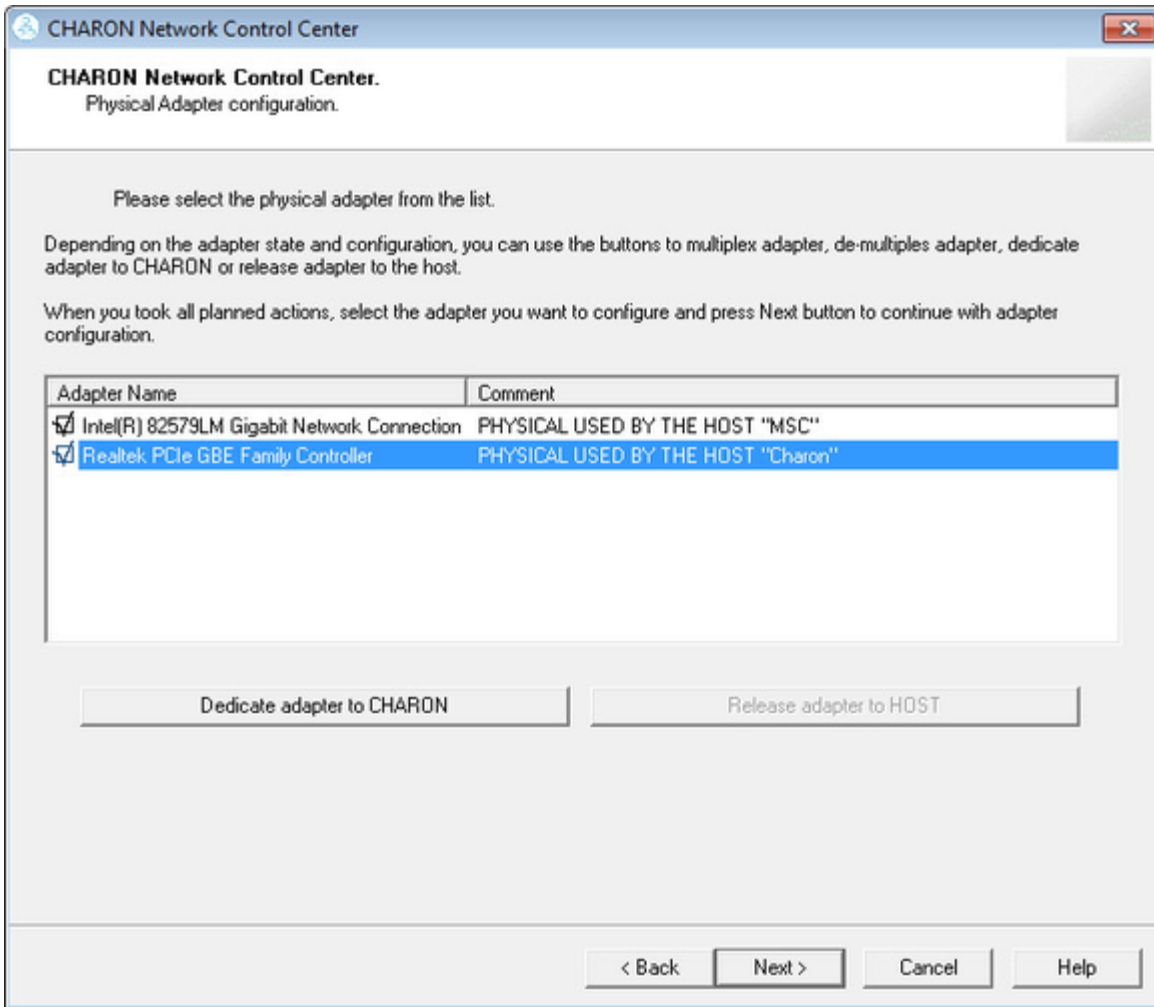 CHARON Network Control Center
CHARON Network Control Center.
Physical Adapter configuration.
Please select the physical adapter from the list.
Depending on the adapter state and configuration, you can use the buttons to multiplex adapter, de-multiples adapter, dedicate
adapter to CHARON or release adapter to the host.
When you took all planned actions, select the adapter you want to configure and press Next button to continue with adapter
configuration.
Adapter Name Comment
Intel(R) 82579LM Gigabit Network Connection PHYSICAL USED BY THE HOST "MSC"
Realtek PCIe GBE Family Controller PHYSICAL USED BY THE HOST "Charon"
Dedicate adapter to CHARON Release adapter to HOST
< Back Next > Cancel Help